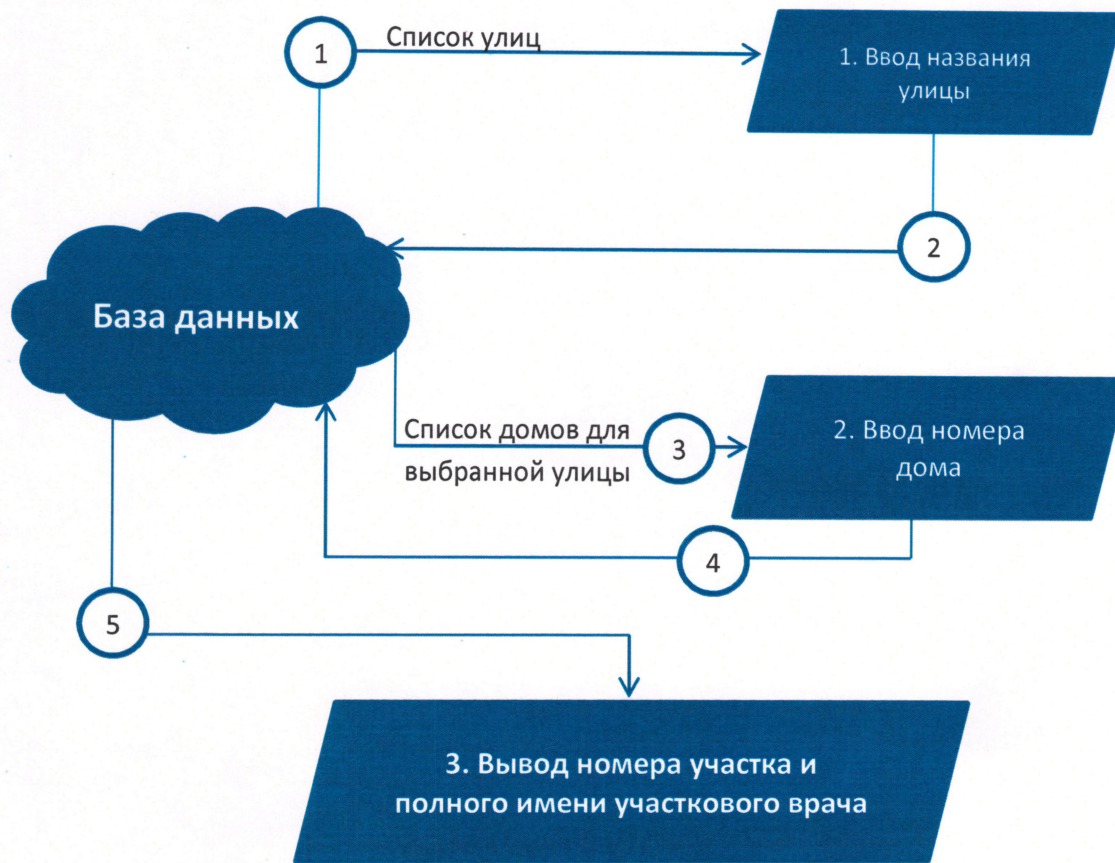 1
Список улиц
1. Ввод названия
улицы
2
База данных
Список домов для
выбранной улицы
3
2. Ввод номера
дома
4
5
3. Вывод номера участка и
полного имени участкового врача